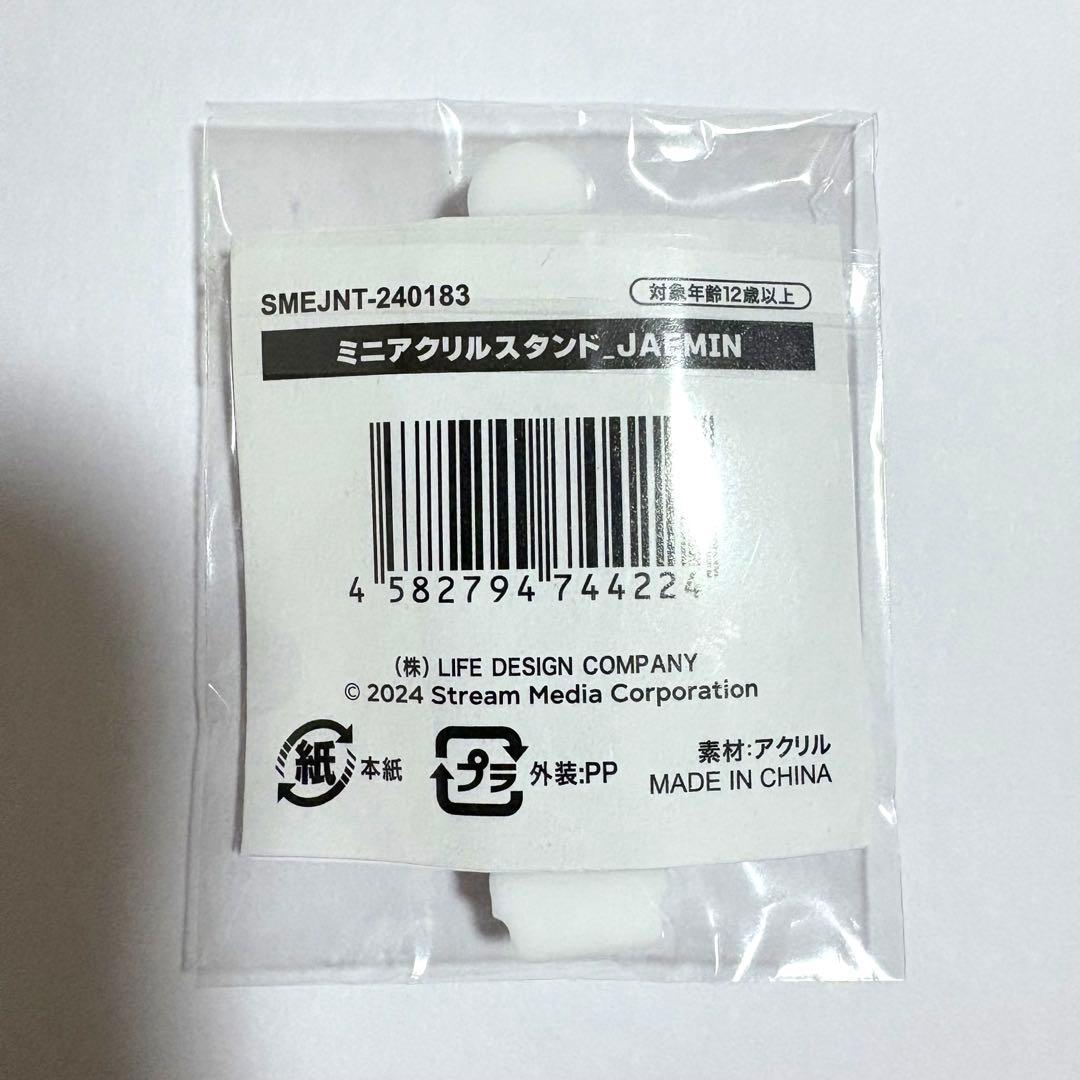 SMEJNT-240183
対象年齢12歳以上
ミニアクリルスタンド_JAEMIN
4 582794 744224
(株) LIFE DESIGN COMPANY
© 2024 Stream Media Corporation
紙 本紙
プラ 外装:PP
素材:アクリル
MADE IN CHINA